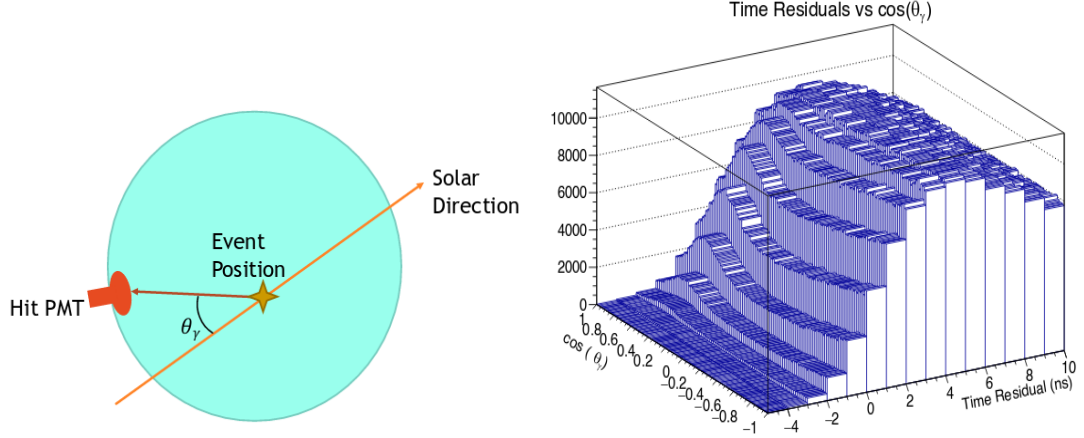 Solar
Direction
Event
Position
Hit PMT
θγ
Time Residuals vs cos(θγ)
10000
8000
6000
4000
2000
0
1
0.8
0.6
0.4
0.2
0
−0.2
−0.4
−0.6
−0.8
−1
cos (θγ)
−4
−2
0
2
4
6
8
10
Time Residual (ns)